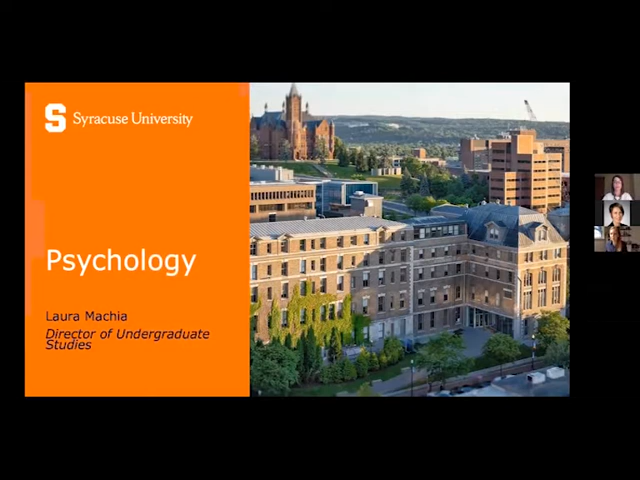 S Syracuse University
Psychology
Laura Machia
Director of Undergraduate
Studies